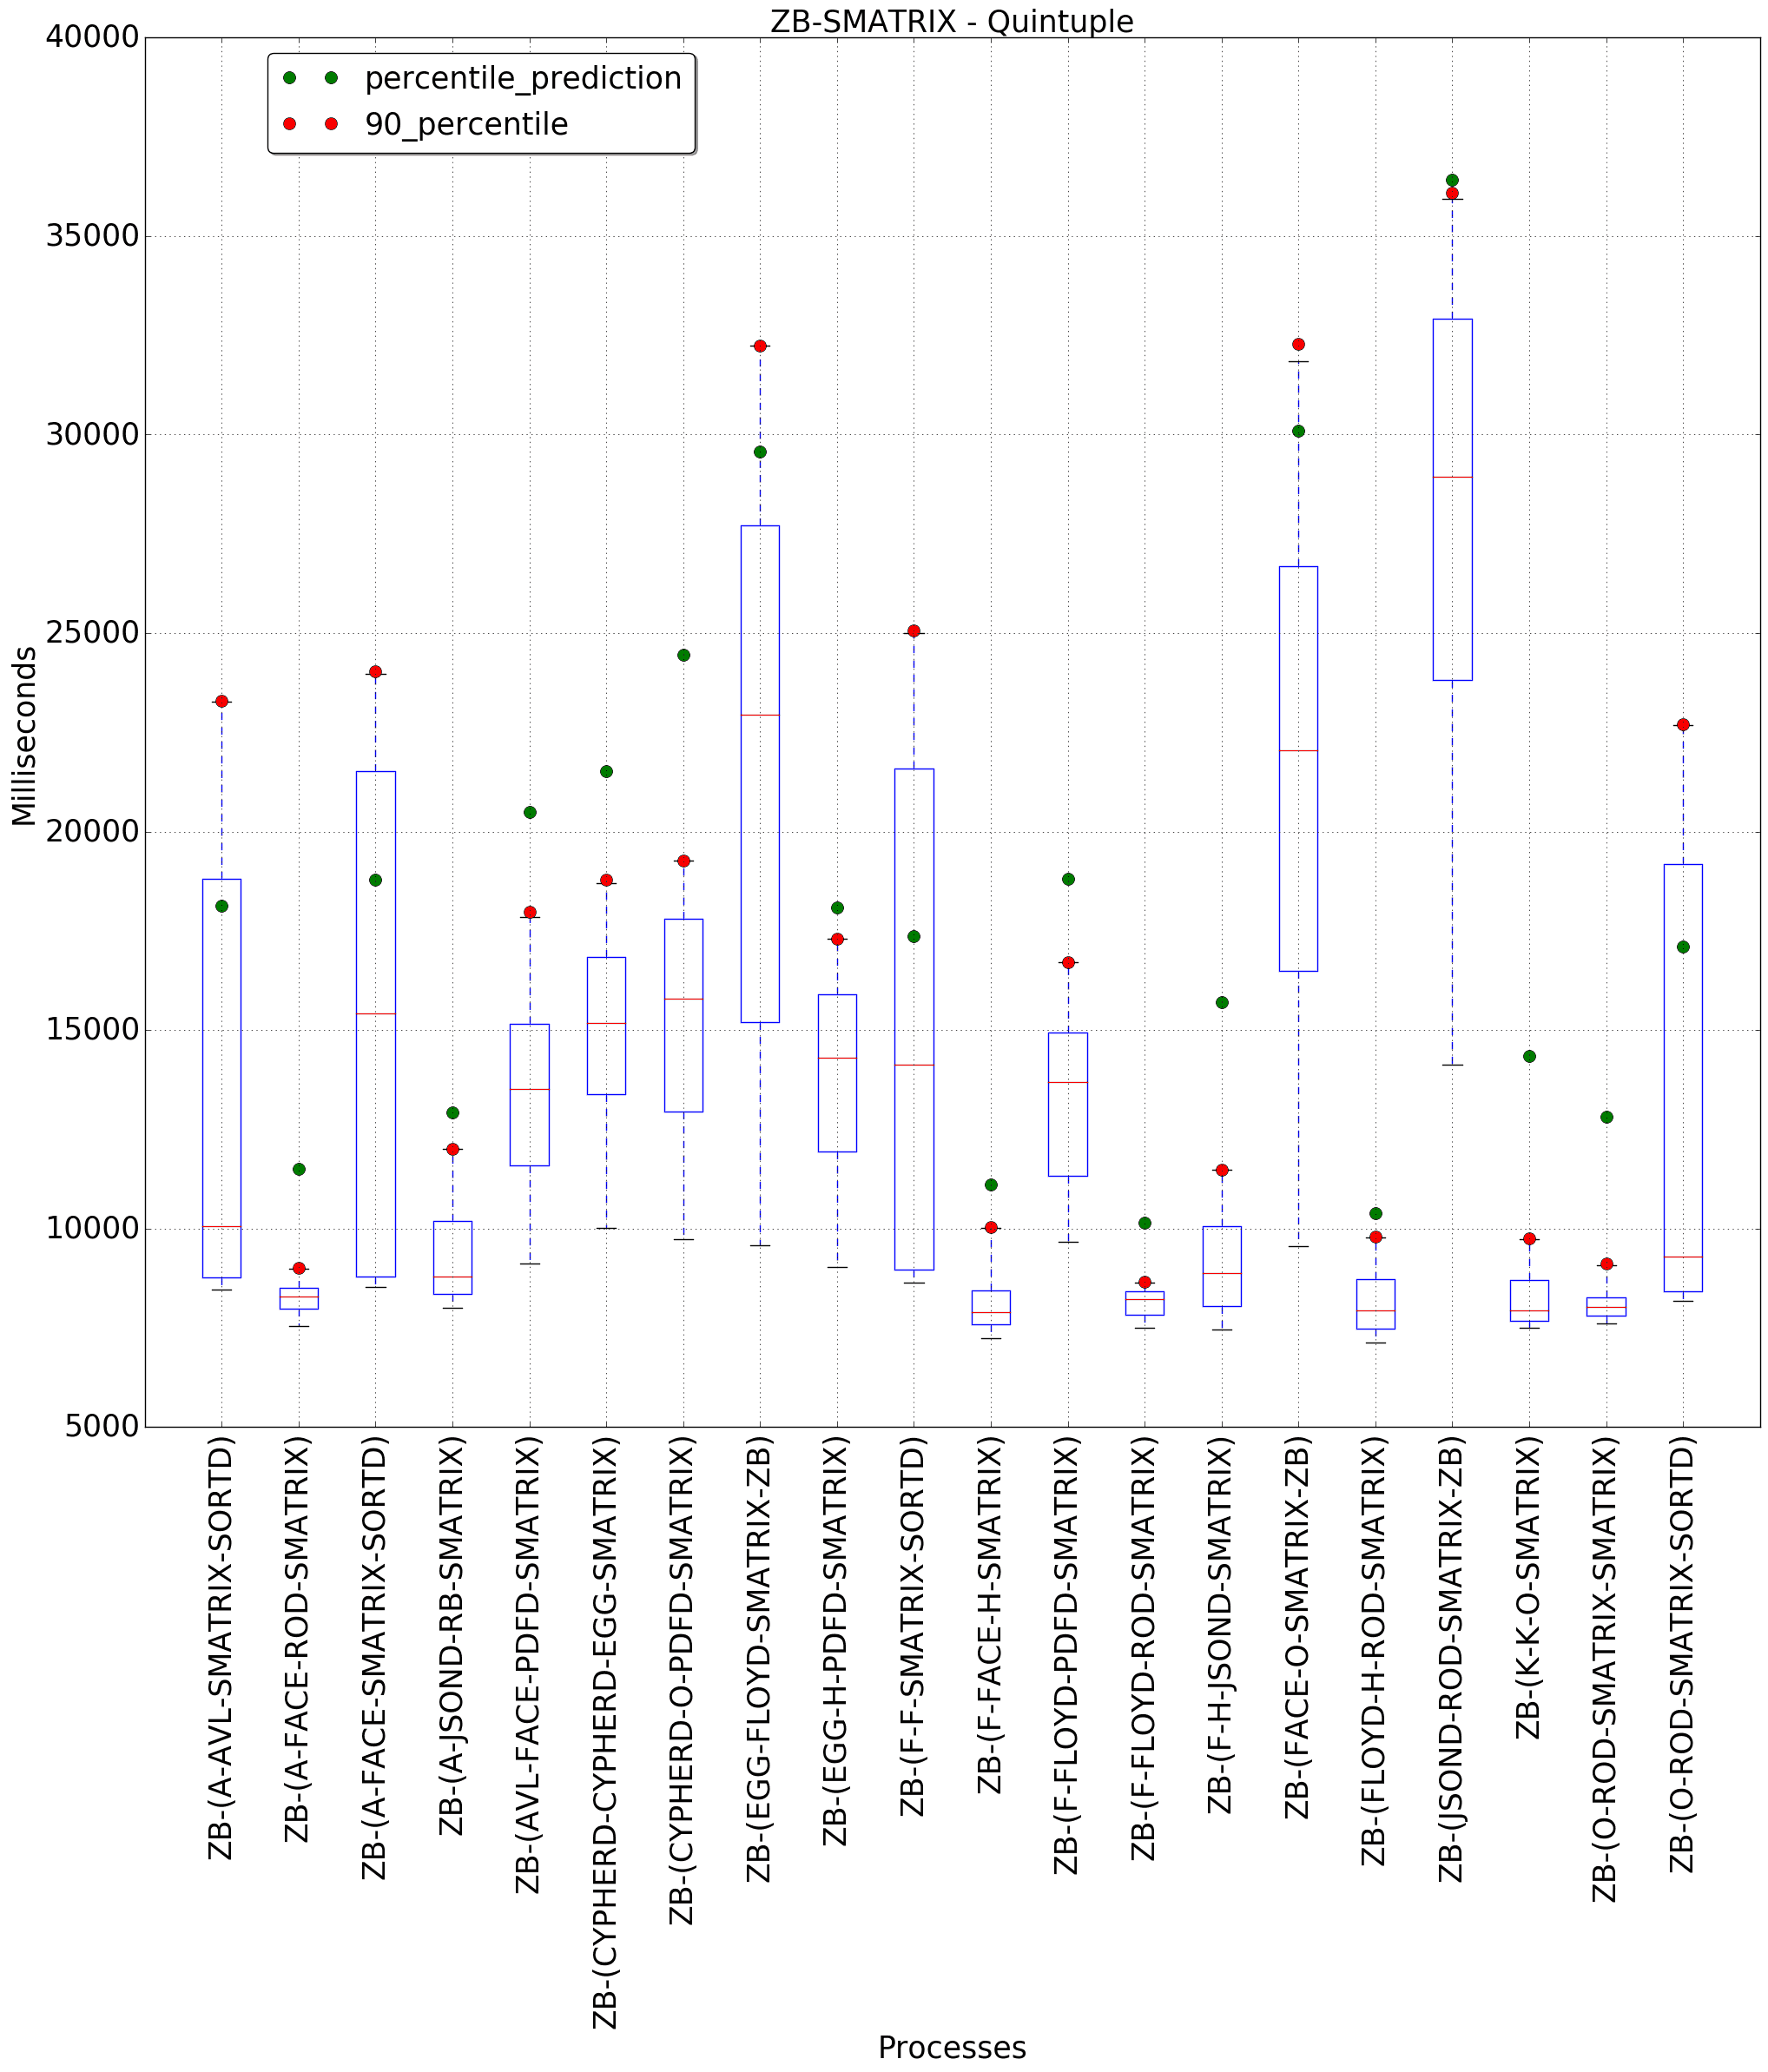 ZB-SMATRIX - Quintuple
percentile_prediction
90_percentile
40000
35000
30000
25000
20000
15000
10000
5000
Milliseconds
ZB-(A-AVL-SMATRIX-SORTD)
ZB-(A-FACE-ROD-SMATRIX)
ZB-(A-FACE-SMATRIX-SORTD)
ZB-(A-JSOND-RB-SMATRIX)
ZB-(AVL-FACE-PDFD-SMATRIX)
ZB-(CYPHERD-CYPHERD-EGG-SMATRIX)
ZB-(CYPHERD-O-PDFD-SMATRIX)
ZB-(EGG-FLOYD-SMATRIX-ZB)
ZB-(EGG-H-PDFD-SMATRIX)
ZB-(F-F-SMATRIX-SORTD)
ZB-(F-FACE-H-SMATRIX)
ZB-(F-FLOYD-PDFD-SMATRIX)
ZB-(F-FLOYD-ROD-SMATRIX)
ZB-(F-H-JSOND-SMATRIX)
ZB-(FACE-O-SMATRIX-ZB)
ZB-(FLOYD-H-ROD-SMATRIX)
ZB-(JSOND-ROD-SMATRIX-ZB)
ZB-(K-K-O-SMATRIX)
ZB-(O-ROD-SMATRIX-SMATRIX)
ZB-(O-ROD-SMATRIX-SORTD)
Processes